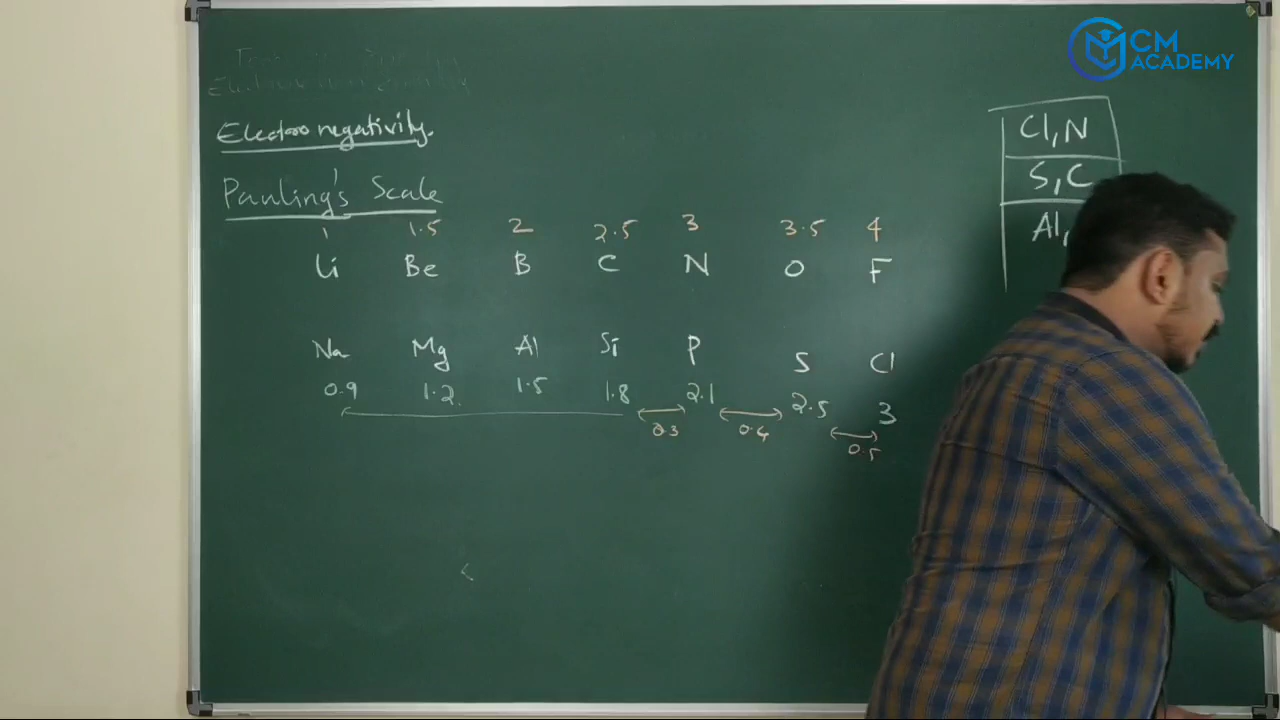 CM
ACADEMY
Electronegativity.
Pauling's Scale
1 1.5 2 2.5 3 3.5 4
Li Be B C N O F
Na Mg Al Si P S Cl
0.9 1.2. 1.5 1.8 2.1 2.5 3
0.3 0.4 0.5
Cl, N
S, C
Al,